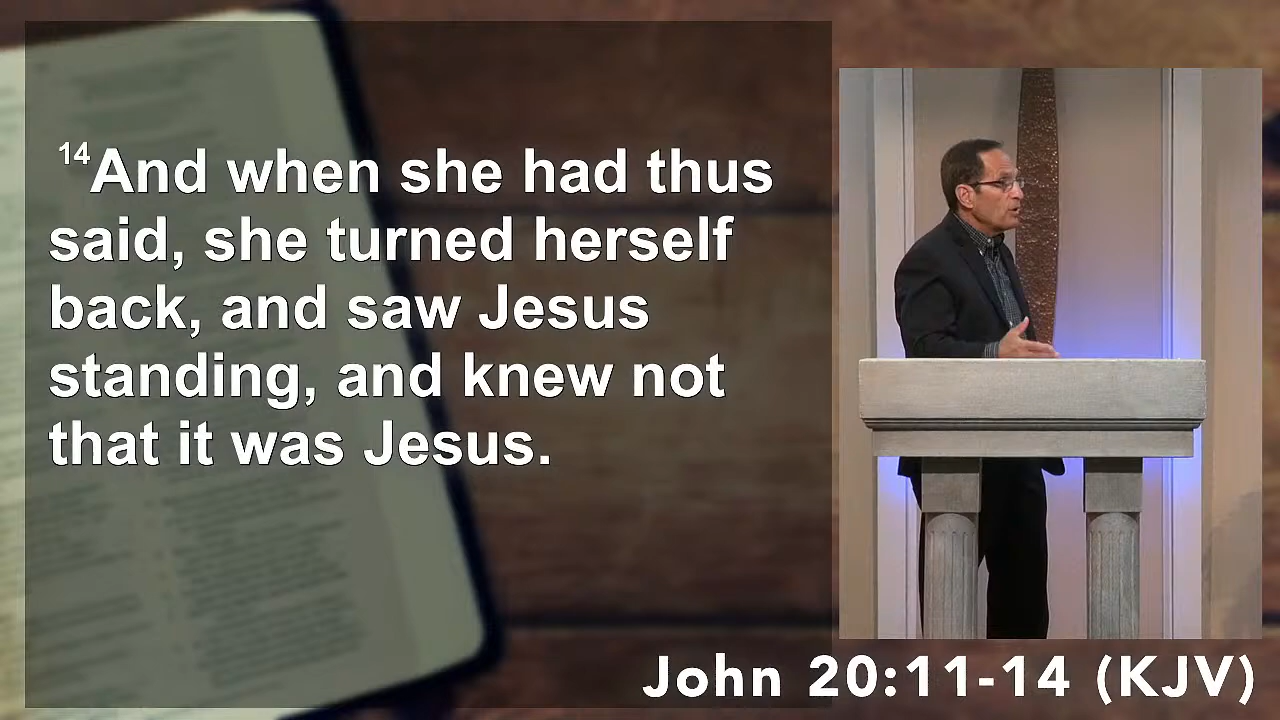 14And when she had thus
said, she turned herself
back, and saw Jesus
standing, and knew not
that it was Jesus.
John 20:11-14 (KJV)